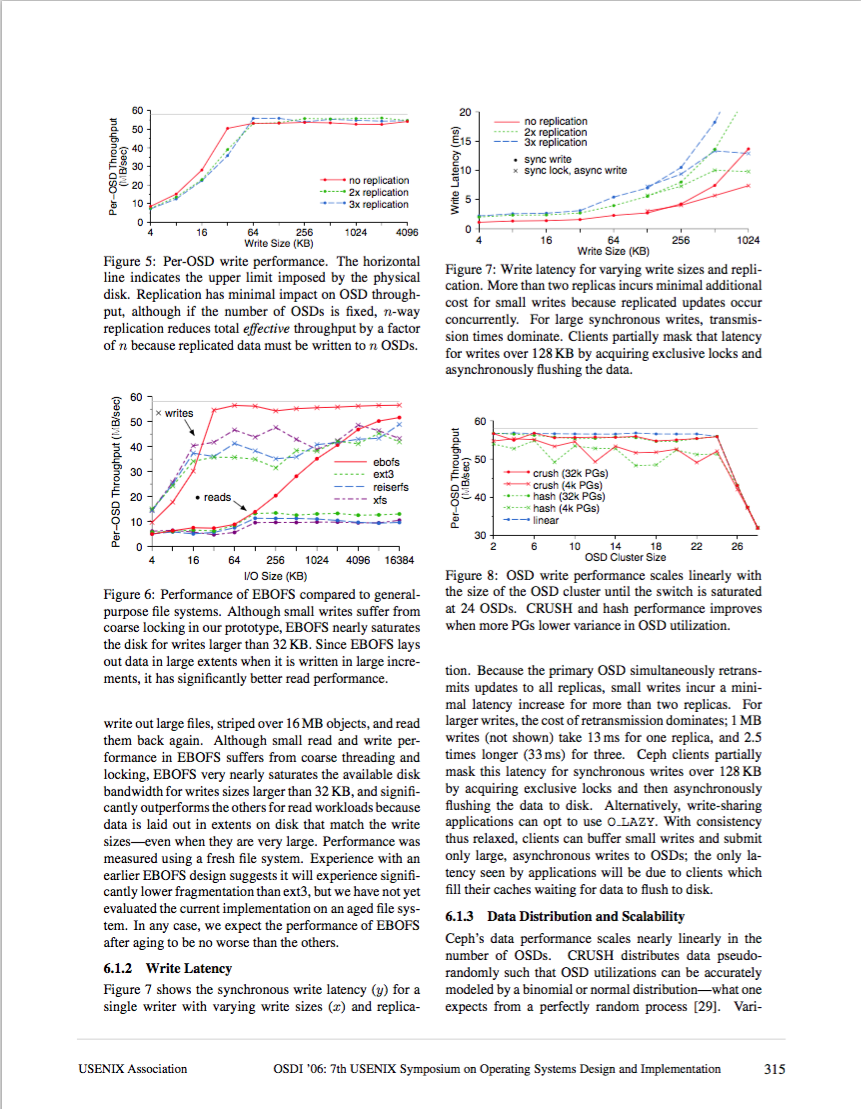 60
50
40
30
20
10
0
Per−OSD Throughput
(MB/sec)
no replication
2x replication
3x replication
4 16 64 256 1024 4096
Write Size (KB)
Figure 5: Per-OSD write performance. The horizontal
line indicates the upper limit imposed by the physical
disk. Replication has minimal impact on OSD through-
put, although if the number of OSDs is fixed, n-way
replication reduces total effective throughput by a factor
of n because replicated data must be written to n OSDs.
60
50
40
30
20
10
0
Per−OSD Throughput (MB/sec)
× writes
• reads
ebofs
ext3
reiserfs
xfs
4 16 64 256 1024 4096 16384
I/O Size (KB)
Figure 6: Performance of EBOFS compared to general-
purpose file systems. Although small writes suffer from
coarse locking in our prototype, EBOFS nearly saturates
the disk for writes larger than 32 KB. Since EBOFS lays
out data in large extents when it is written in large incre-
ments, it has significantly better read performance.
write out large files, striped over 16 MB objects, and read
them back again. Although small read and write per-
formance in EBOFS suffers from coarse threading and
locking, EBOFS very nearly saturates the available disk
bandwidth for writes sizes larger than 32 KB, and signifi-
cantly outperforms the others for read workloads because
data is laid out in extents on disk that match the write
sizes—even when they are very large. Performance was
measured using a fresh file system. Experience with an
earlier EBOFS design suggests it will experience signifi-
cantly lower fragmentation than ext3, but we have not yet
evaluated the current implementation on an aged file sys-
tem. In any case, we expect the performance of EBOFS
after aging to be no worse than the others.
6.1.2 Write Latency
Figure 7 shows the synchronous write latency (y) for a
single writer with varying write sizes (x) and replica-
20
15
10
5
0
Write Latency (ms)
no replication
2x replication
3x replication
• sync write
× sync lock, async write
4 16 64 256 1024
Write Size (KB)
Figure 7: Write latency for varying write sizes and repli-
cation. More than two replicas incurs minimal additional
cost for small writes because replicated updates occur
concurrently. For large synchronous writes, transmis-
sion times dominate. Clients partially mask that latency
for writes over 128 KB by acquiring exclusive locks and
asynchronously flushing the data.
60
50
40
30
Per−OSD Throughput
(MB/sec)
crush (32k PGs)
crush (4k PGs)
hash (32k PGs)
hash (4k PGs)
linear
2 6 10 14 18 22 26
OSD Cluster Size
Figure 8: OSD write performance scales linearly with
the size of the OSD cluster until the switch is saturated
at 24 OSDs. CRUSH and hash performance improves
when more PGs lower variance in OSD utilization.
tion. Because the primary OSD simultaneously retrans-
mits updates to all replicas, small writes incur a mini-
mal latency increase for more than two replicas. For
larger writes, the cost of retransmission dominates; 1 MB
writes (not shown) take 13 ms for one replica, and 2.5
times longer (33 ms) for three. Ceph clients partially
mask this latency for synchronous writes over 128 KB
by acquiring exclusive locks and then asynchronously
flushing the data to disk. Alternatively, write-sharing
applications can opt to use O_LAZY. With consistency
thus relaxed, clients can buffer small writes and submit
only large, asynchronous writes to OSDs; the only la-
tency seen by applications will be due to clients which
fill their caches waiting for data to flush to disk.
6.1.3 Data Distribution and Scalability
Ceph's data performance scales nearly linearly in the
number of OSDs. CRUSH distributes data pseudo-
randomly such that OSD utilizations can be accurately
modeled by a binomial or normal distribution—what one
expects from a perfectly random process [29]. Vari-
USENIX Association OSDI '06: 7th USENIX Symposium on Operating Systems Design and Implementation 315